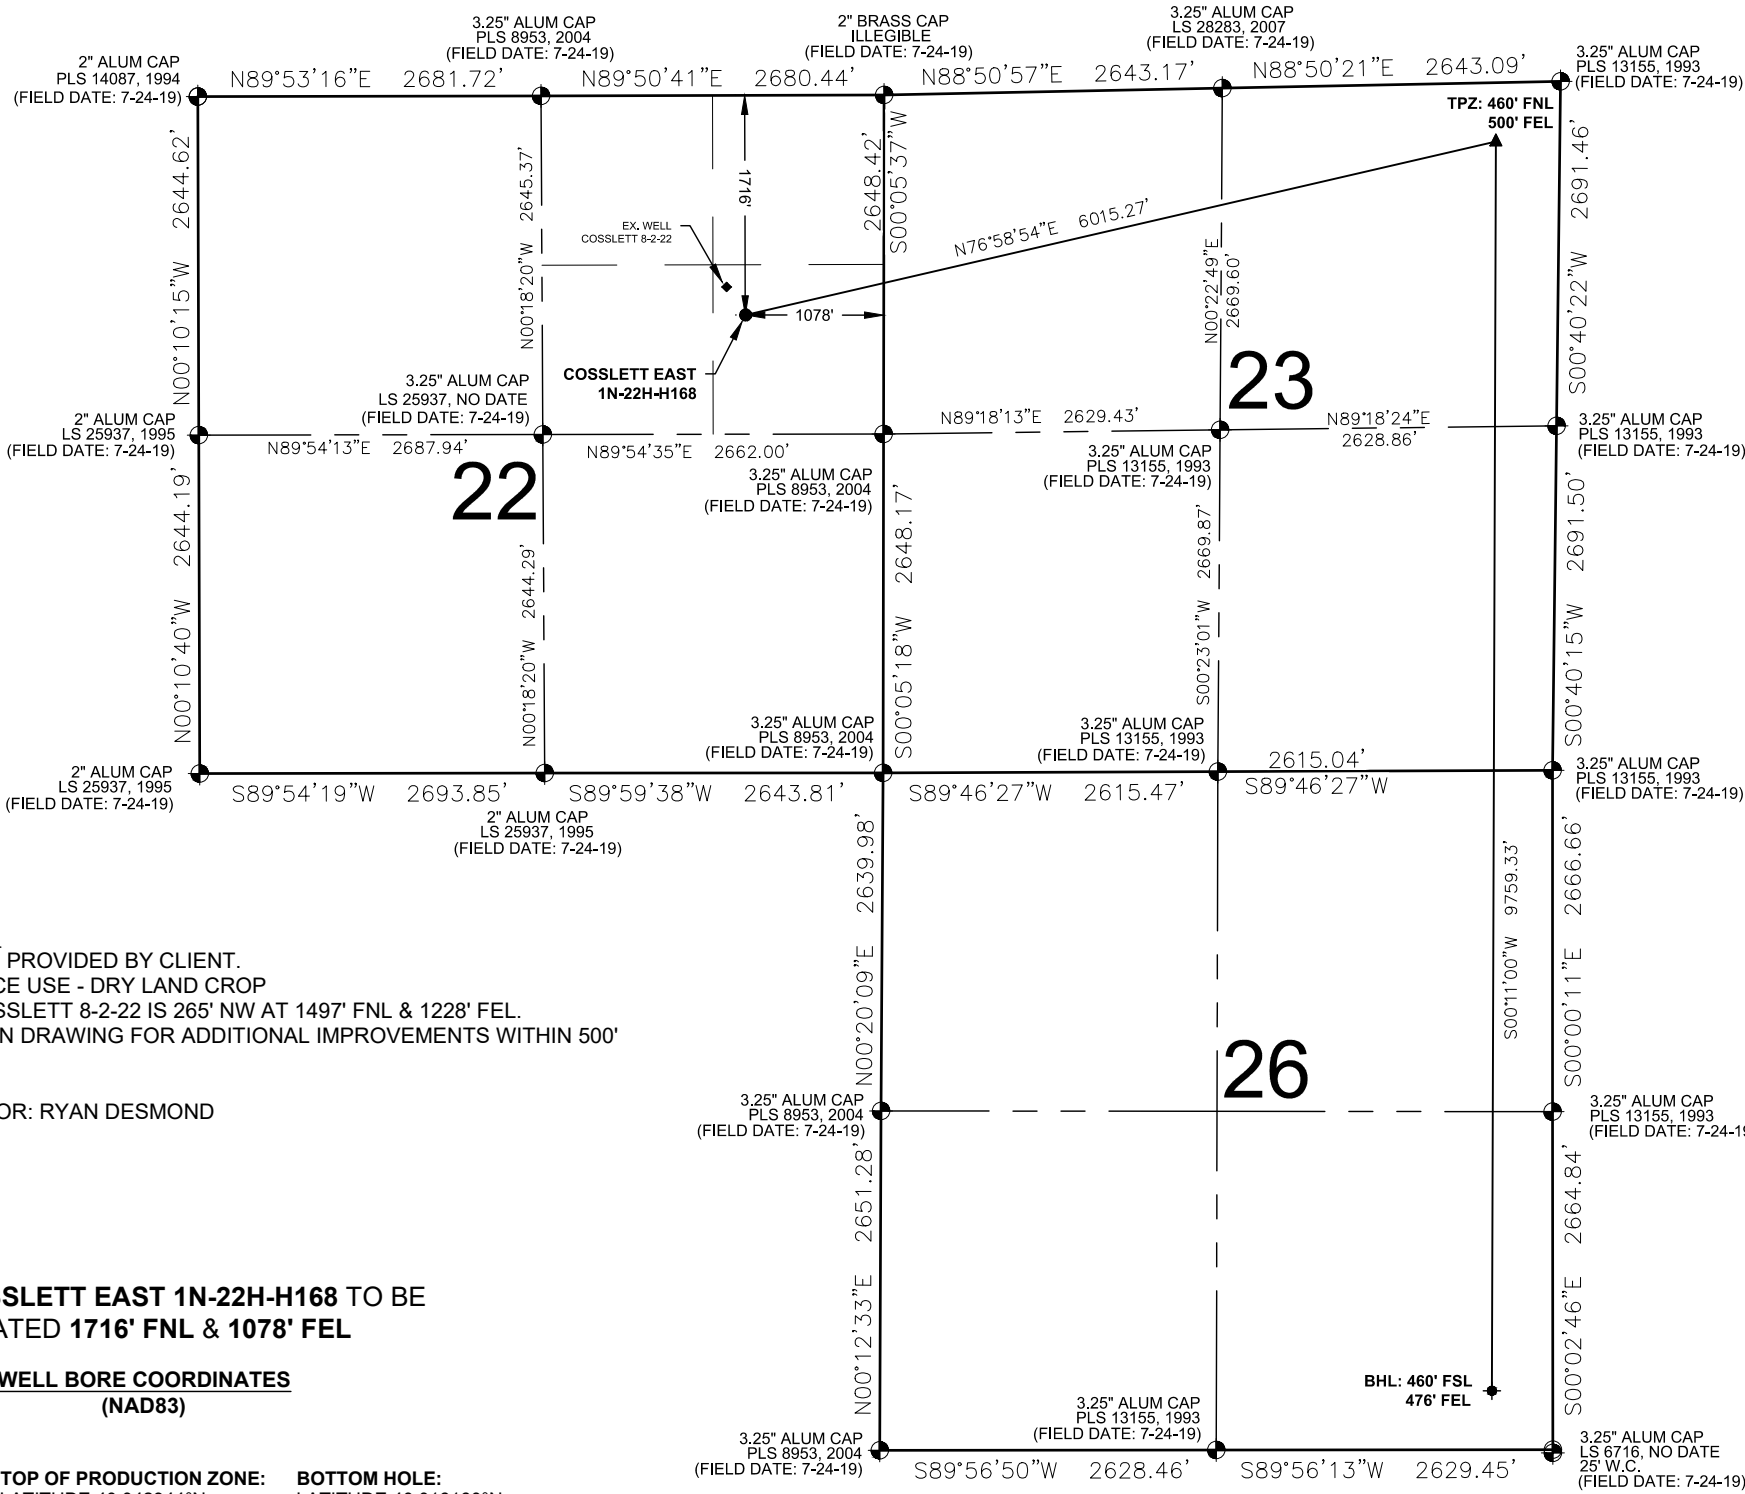 3.25" ALUM CAP
PLS 8953, 2004
(FIELD DATE: 7-24-19)
2" BRASS CAP
ILLEGIBLE
(FIELD DATE: 7-24-19)
3.25" ALUM CAP
LS 28283, 2007
(FIELD DATE: 7-24-19)
2" ALUM CAP
PLS 14087, 1994
(FIELD DATE: 7-24-19)
3.25" ALUM CAP
PLS 13155, 1993
(FIELD DATE: 7-24-19)
N89°53'16"E 2681.72'
N89°50'41"E 2680.44'
N88°50'57"E 2643.17'
N88°50'21"E 2643.09'
TPZ: 460' FNL
500' FEL
N00°10'15"W 2644.62'
N00°18'20"W 2645.37'
1716'
2648.42'
S00°05'37"W
N76°58'54"E 6015.27'
N00°22'49"E
2669.60'
S00°40'22"W 2691.46'
EX. WELL
COSSLETT 8-2-22
1078'
COSSLETT EAST
1N-22H-H168
23
3.25" ALUM CAP
LS 25937, NO DATE
(FIELD DATE: 7-24-19)
2" ALUM CAP
LS 25937, 1995
(FIELD DATE: 7-24-19)
N89°54'13"E 2687.94'
N89°54'35"E 2662.00'
N89°18'13"E 2629.43'
N89°18'24"E
2628.86'
3.25" ALUM CAP
PLS 13155, 1993
(FIELD DATE: 7-24-19)
3.25" ALUM CAP
PLS 13155, 1993
(FIELD DATE: 7-24-19)
3.25" ALUM CAP
PLS 8953, 2004
(FIELD DATE: 7-24-19)
22
N00°10'40"W 2644.19'
N00°18'20"W 2644.29'
S00°05'18"W 2648.17'
S00°23'01"W 2669.87'
S00°40'15"W 2691.50'
3.25" ALUM CAP
PLS 8953, 2004
(FIELD DATE: 7-24-19)
3.25" ALUM CAP
PLS 13155, 1993
(FIELD DATE: 7-24-19)
2" ALUM CAP
LS 25937, 1995
(FIELD DATE: 7-24-19)
3.25" ALUM CAP
PLS 13155, 1993
(FIELD DATE: 7-24-19)
S89°54'19"W 2693.85'
S89°59'38"W 2643.81'
S89°46'27"W 2615.47'
2615.04'
S89°46'27"W
2" ALUM CAP
LS 25937, 1995
(FIELD DATE: 7-24-19)
N00°20'09"E 2639.98'
S00°11'00"W 9759.33'
S00°00'11"E 2666.66'
PROVIDED BY CLIENT.
CE USE - DRY LAND CROP
SSLETT 8-2-22 IS 265' NW AT 1497' FNL & 1228' FEL.
N DRAWING FOR ADDITIONAL IMPROVEMENTS WITHIN 500'
OR: RYAN DESMOND
26
3.25" ALUM CAP
PLS 8953, 2004
(FIELD DATE: 7-24-19)
3.25" ALUM CAP
PLS 13155, 1993
(FIELD DATE: 7-24-19
N00°12'33"E 2651.28'
S00°02'46"E 2664.84'
SSLETT EAST 1N-22H-H168 TO BE
ATED 1716' FNL & 1078' FEL
WELL BORE COORDINATES
(NAD83)
BHL: 460' FSL
476' FEL
3.25" ALUM CAP
PLS 13155, 1993
(FIELD DATE: 7-24-19)
3.25" ALUM CAP
PLS 8953, 2004
(FIELD DATE: 7-24-19)
3.25" ALUM CAP
LS 6716, NO DATE
25' W.C.
(FIELD DATE: 7-24-19)
S89°56'50"W 2628.46'
S89°56'13"W 2629.45'
TOP OF PRODUCTION ZONE: BOTTOM HOLE: